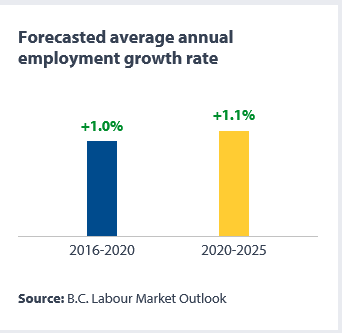 Forecasted average annual
employment growth rate
+1.0%
+1.1%
2016-2020
2020-2025
Source: B.C. Labour Market Outlook